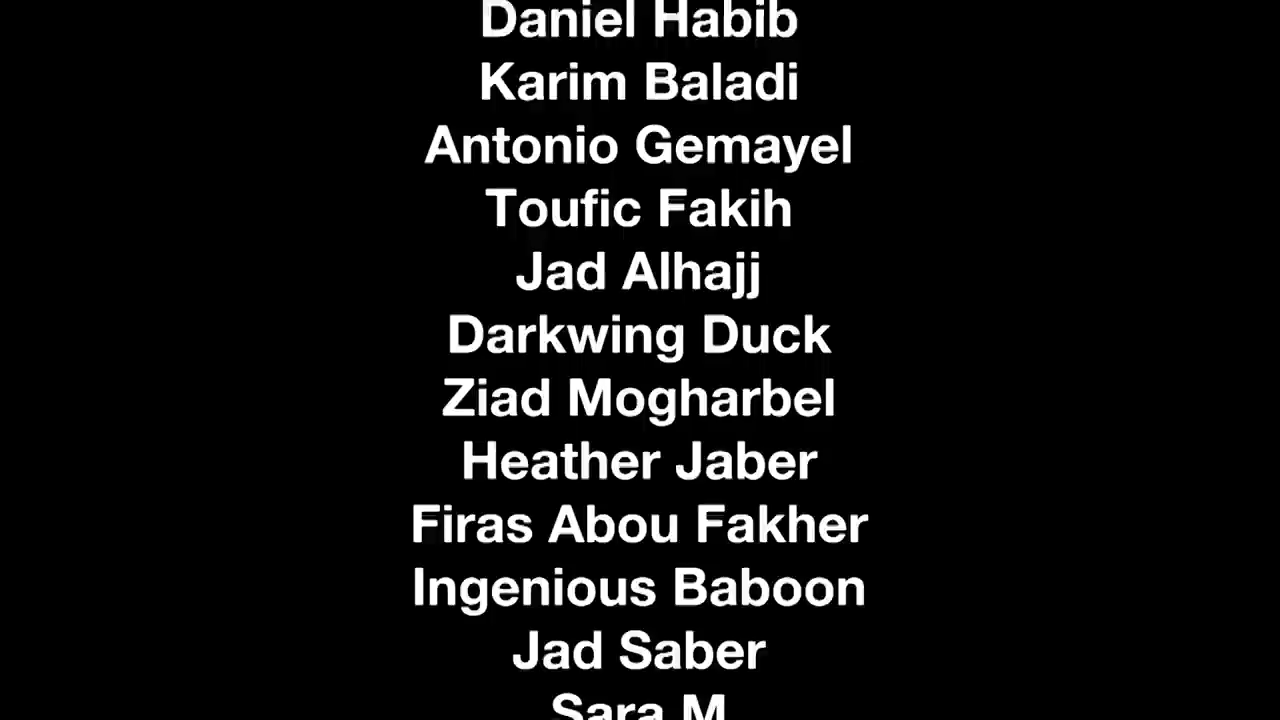 Daniel Habib
Karim Baladi
Antonio Gemayel
Toufic Fakih
Jad Alhajj
Darkwing Duck
Ziad Mogharbel
Heather Jaber
Firas Abou Fakher
Ingenious Baboon
Jad Saber
Sara M